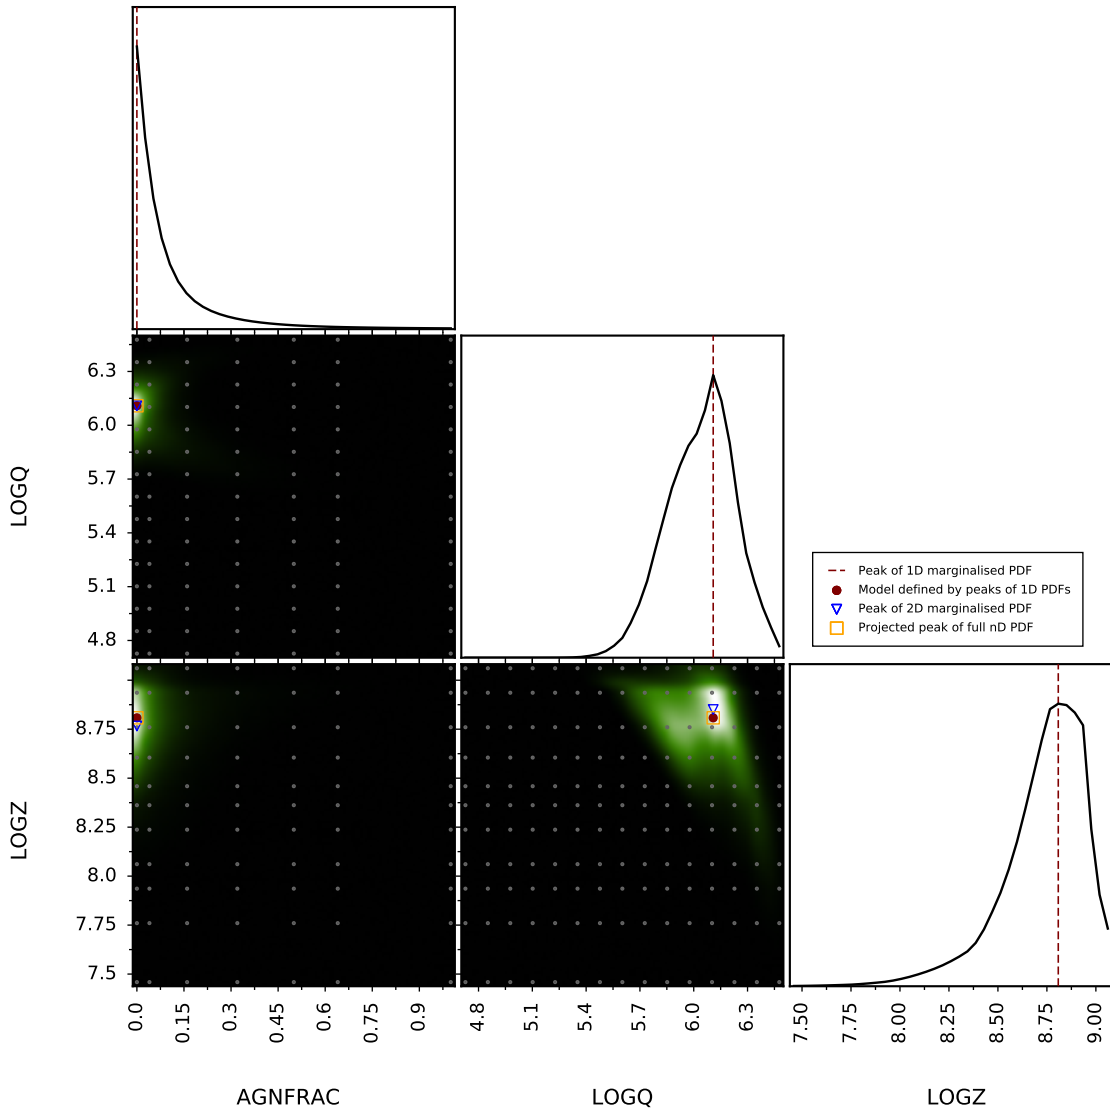 6.3
6.0
5.7
5.4
5.1
4.8
LOGQ
Peak of 1D marginalised PDF
Model defined by peaks of 1D PDFs
Peak of 2D marginalised PDF
Projected peak of full nD PDF
8.75
8.5
8.25
8.0
7.75
7.5
LOGZ
0.0 0.15 0.3 0.45 0.6 0.75 0.9
4.8 5.1 5.4 5.7 6.0 6.3
7.50 7.75 8.00 8.25 8.50 8.75 9.00
AGNFRAC LOGQ LOGZ